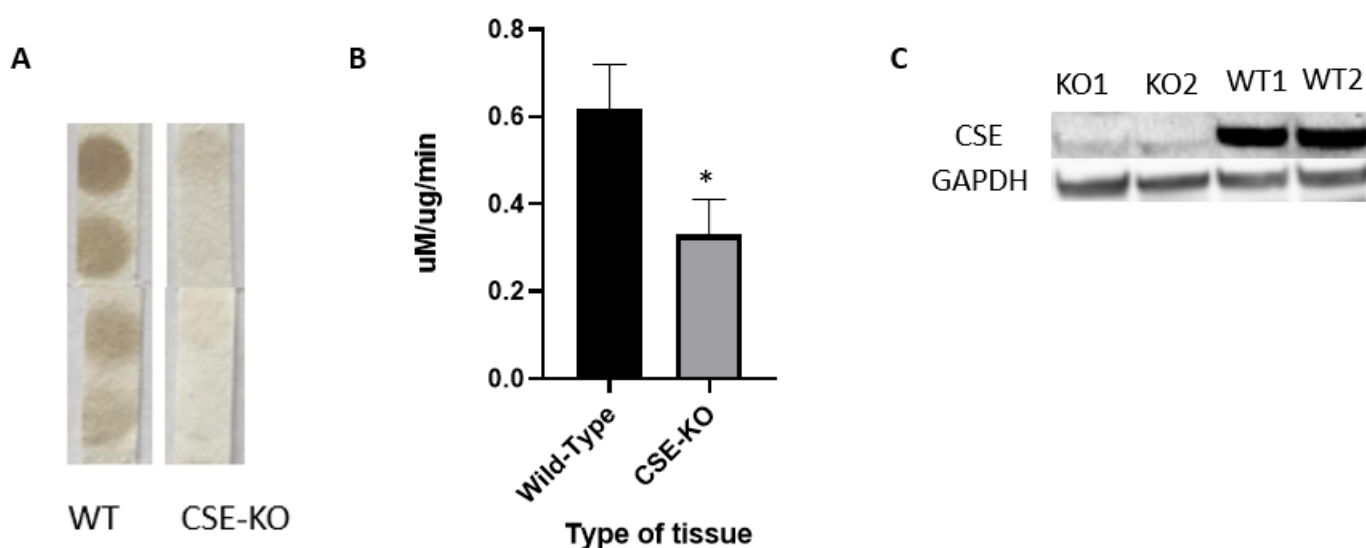 A
WT CSE-KO
B
0.8
0.6
0.4
0.2
0.0
uM/ug/min
*
Wild-Type
CSE-KO
Type of tissue
C
KO1 KO2 WT1 WT2
CSE
GAPDH